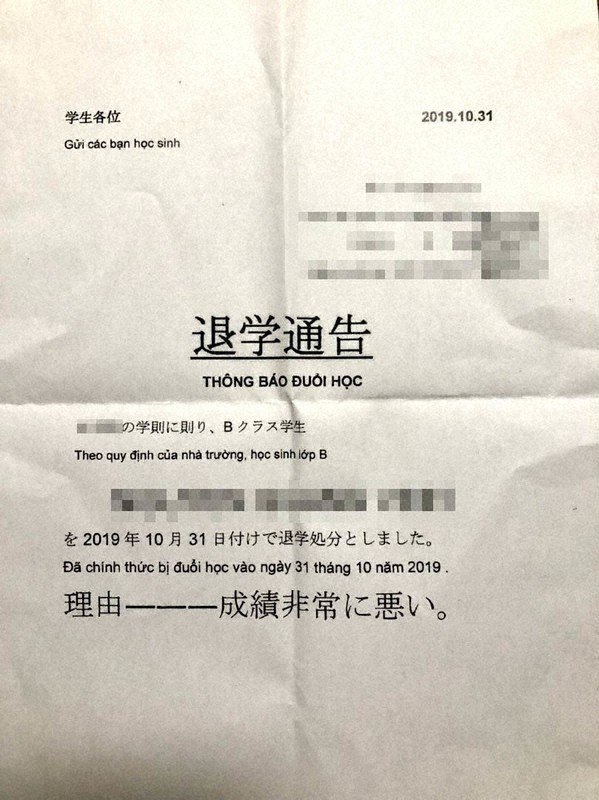 学生各位
2019.10.31
Gửi các bạn học sinh
退学通告
THÔNG BÁO ĐUỔI HỌC
の学則に則り、Bクラス学生
Theo quy định của nhà trường, học sinh lớp B
を 2019 年 10 月 31 日付けで退学処分としました。
Đã chính thức bị đuổi học vào ngày 31 tháng 10 năm 2019 .
理由―――成績非常に悪い。